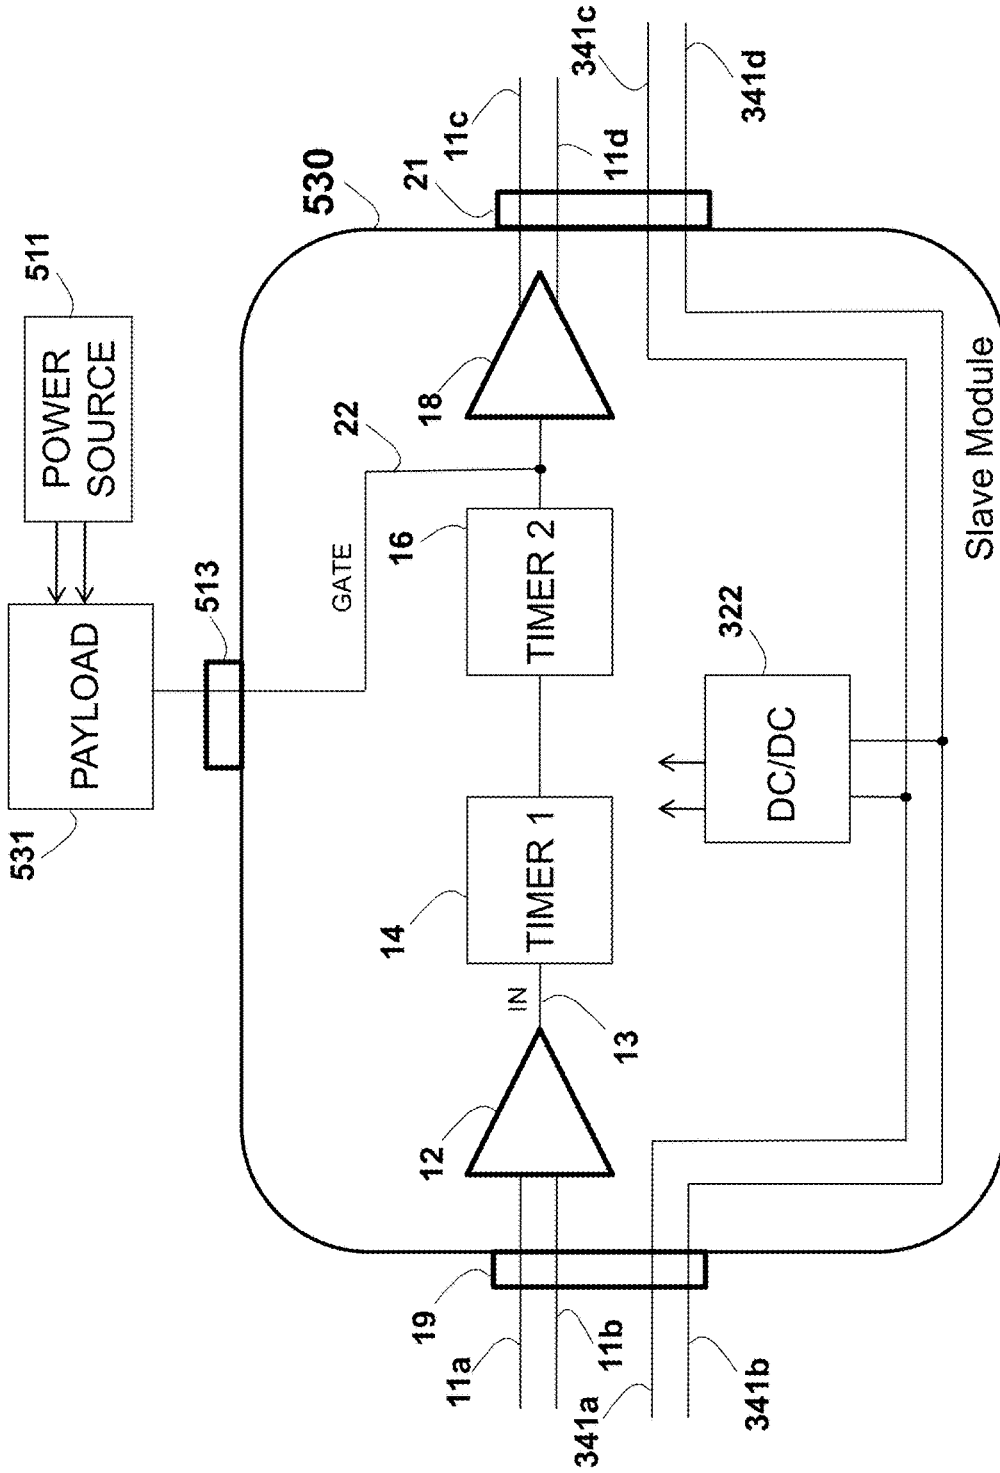 511
POWER
SOURCE
PAYLOAD
531
513
530
GATE
22
21
11c
11d
341c
341d
18
16
TIMER 2
14
TIMER 1
IN
13
12
322
DC/DC
19
11a
11b
341a
341b
Slave Module